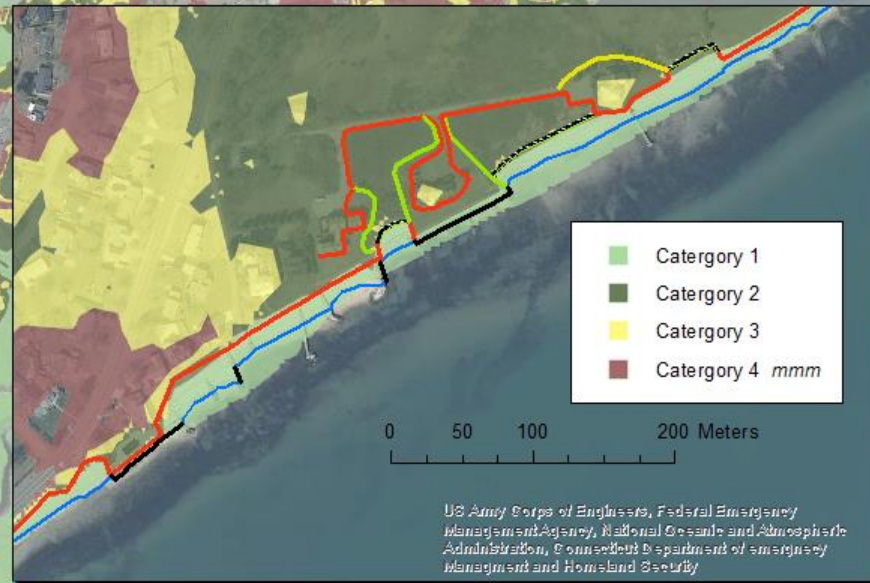 Catergory 1
Catergory 2
Catergory 3
Catergory 4 mmm
0 50 100 200 Meters
US Army Corps of Engineers, Federal Emergency
Management Agency, National Oceanic and Atmospheric
Administration, Connecticut Department of emergnecy
Managment and Homeland Security